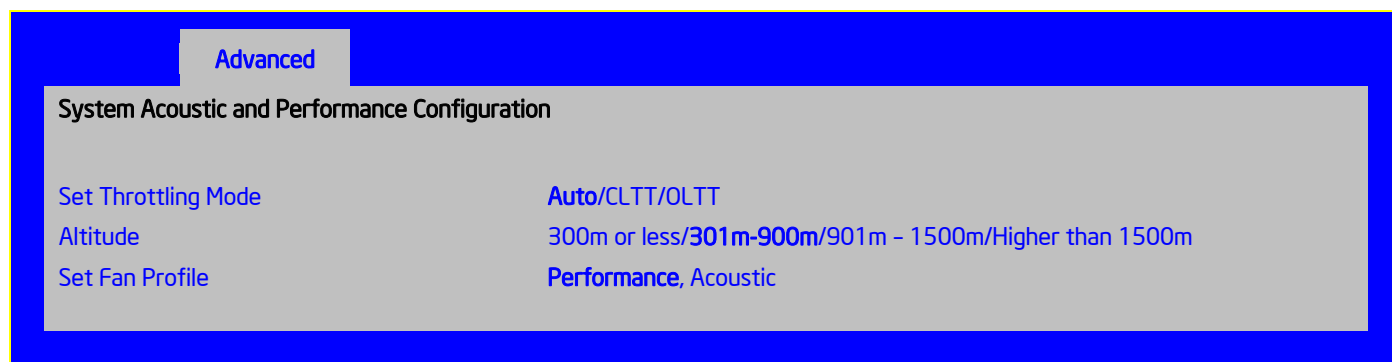 Advanced
System Acoustic and Performance Configuration
Set Throttling Mode Auto/CLTT/OLTT
Altitude 300m or less/301m-900m/901m – 1500m/Higher than 1500m
Set Fan Profile Performance, Acoustic